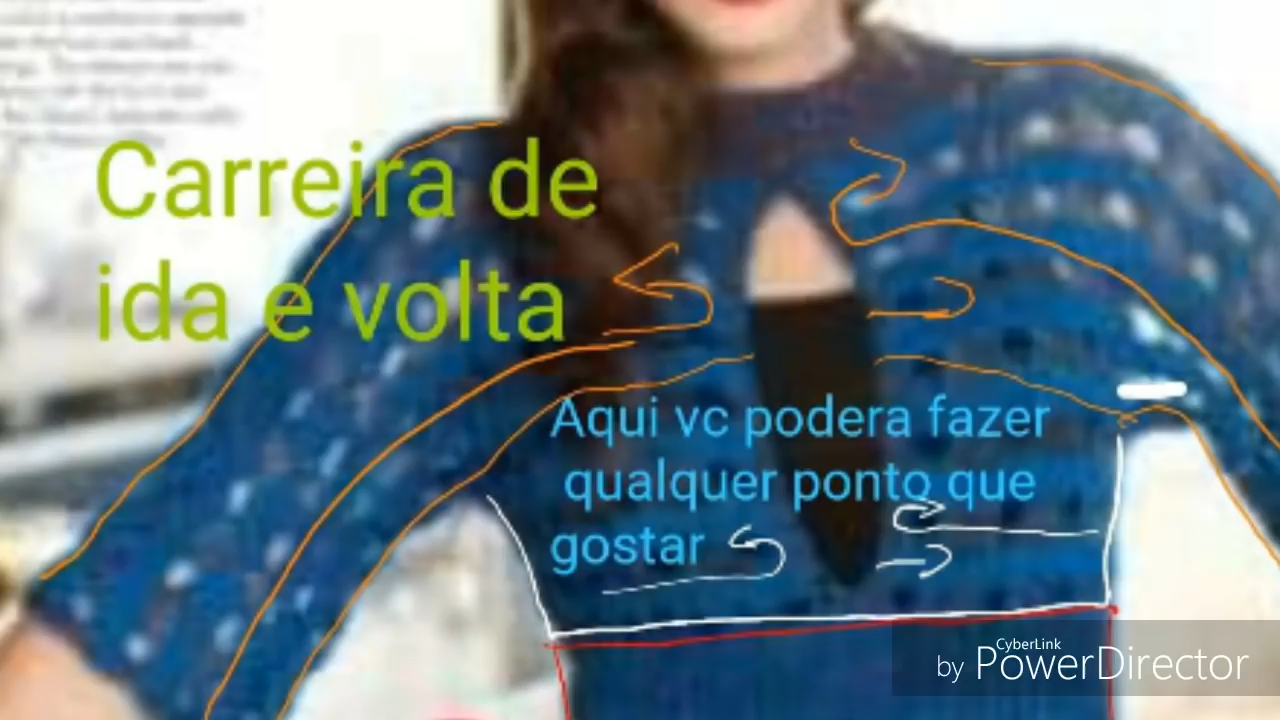 Carreira de
ida e volta
Aqui vc podera fazer
qualquer ponto que
gostar
CyberLink
by PowerDirector